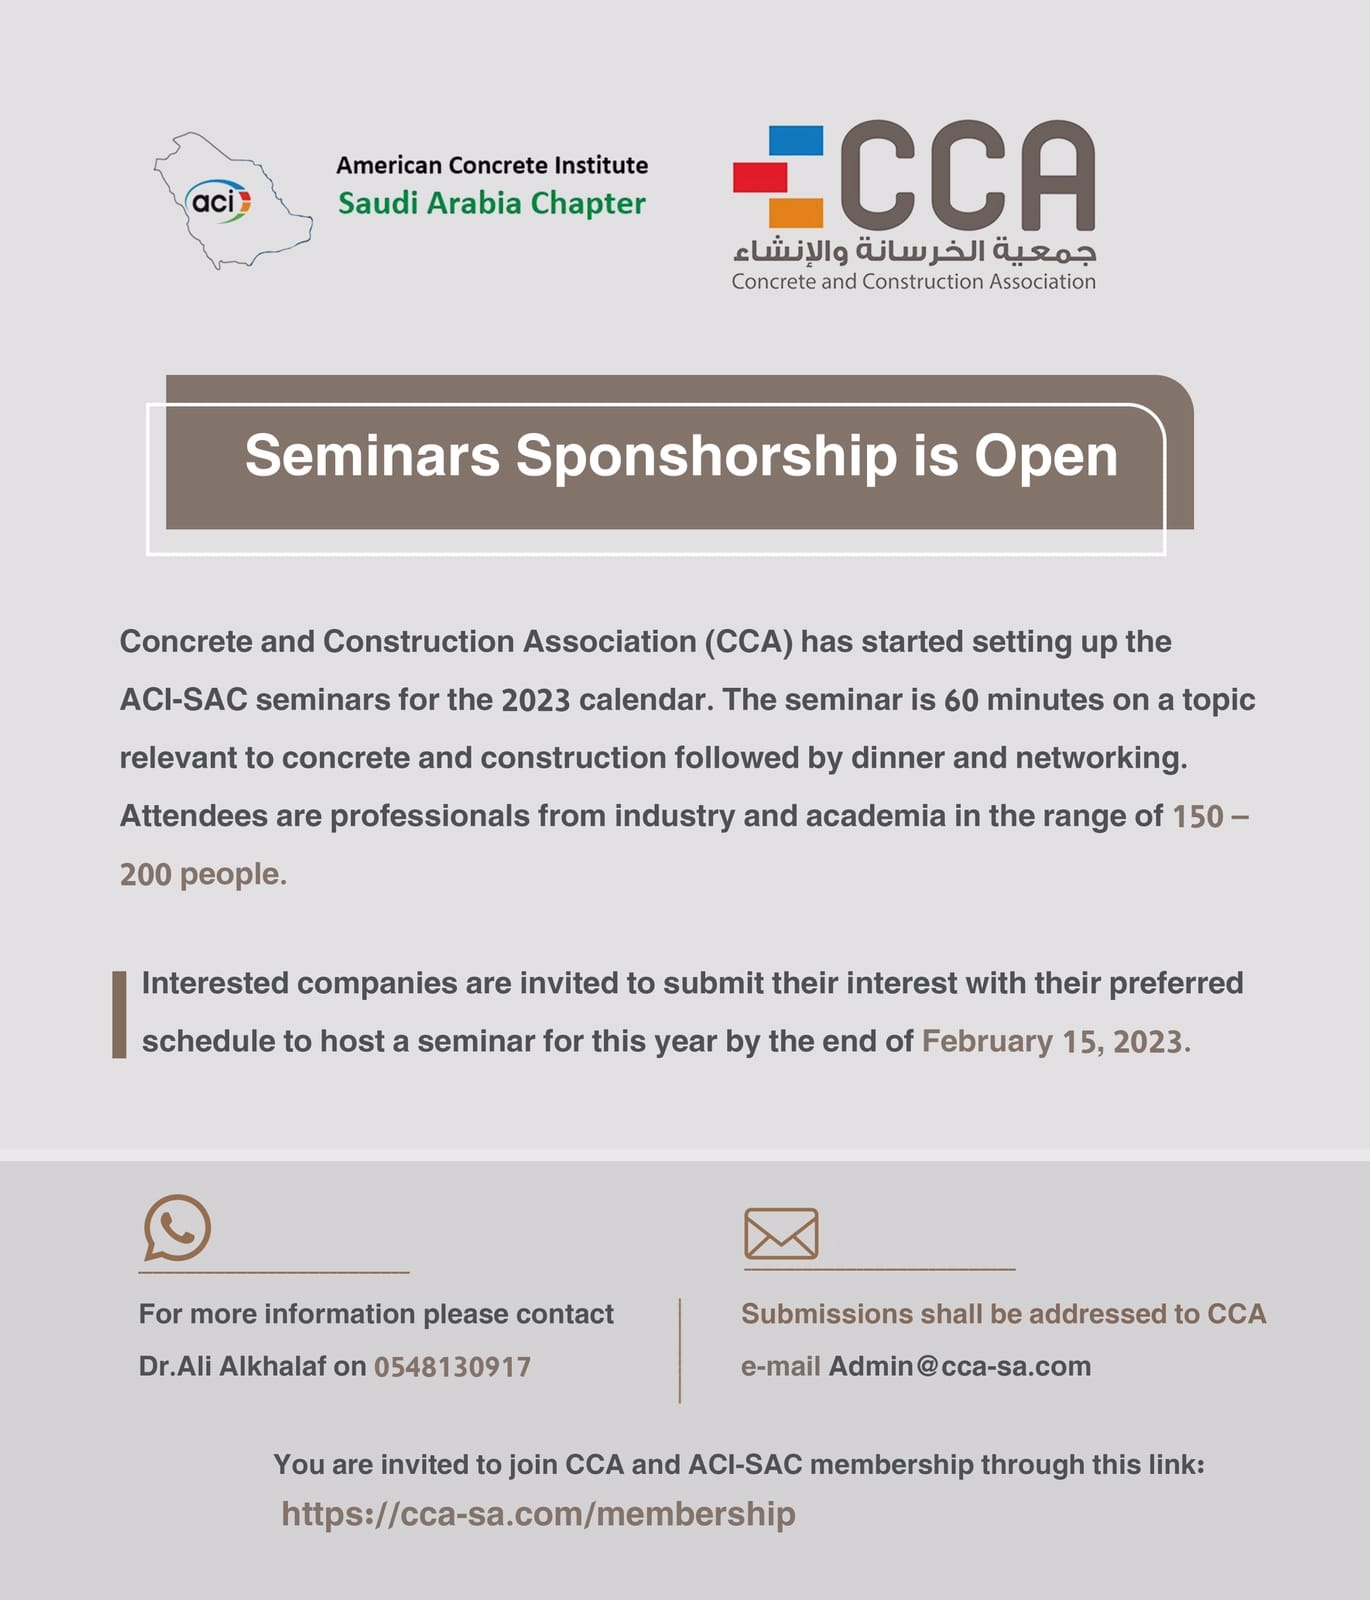 aci
American Concrete Institute
Saudi Arabia Chapter
CCA
جمعية الخرسانة والإنشاء
Concrete and Construction Association
Seminars Sponshorship is Open
Concrete and Construction Association (CCA) has started setting up the
ACI-SAC seminars for the 2023 calendar. The seminar is 60 minutes on a topic
relevant to concrete and construction followed by dinner and networking.
Attendees are professionals from industry and academia in the range of 150 –
200 people.
Interested companies are invited to submit their interest with their preferred
schedule to host a seminar for this year by the end of February 15, 2023.
For more information please contact
Dr.Ali Alkhalaf on 0548130917
Submissions shall be addressed to CCA
e-mail Admin@cca-sa.com
You are invited to join CCA and ACI-SAC membership through this link:
https://cca-sa.com/membership